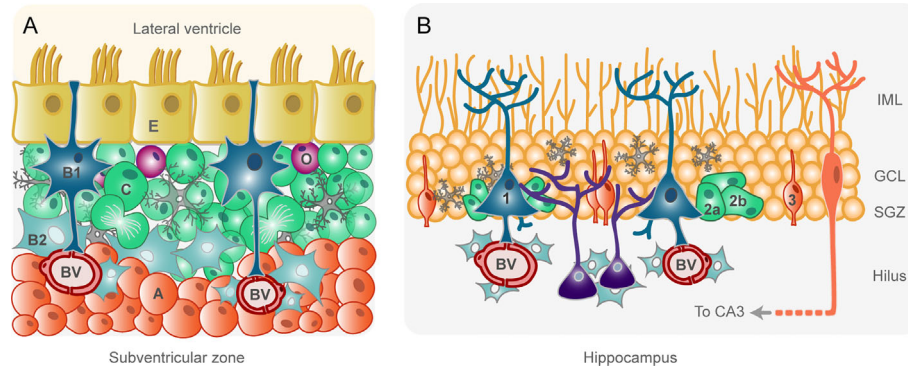 A
Lateral ventricle
E
B1
O
C
B2
BV
A
BV
Subventricular zone
B
IML
GCL
SGZ
Hilus
1
2a
2b
3
BV
BV
To CA3
Hippocampus